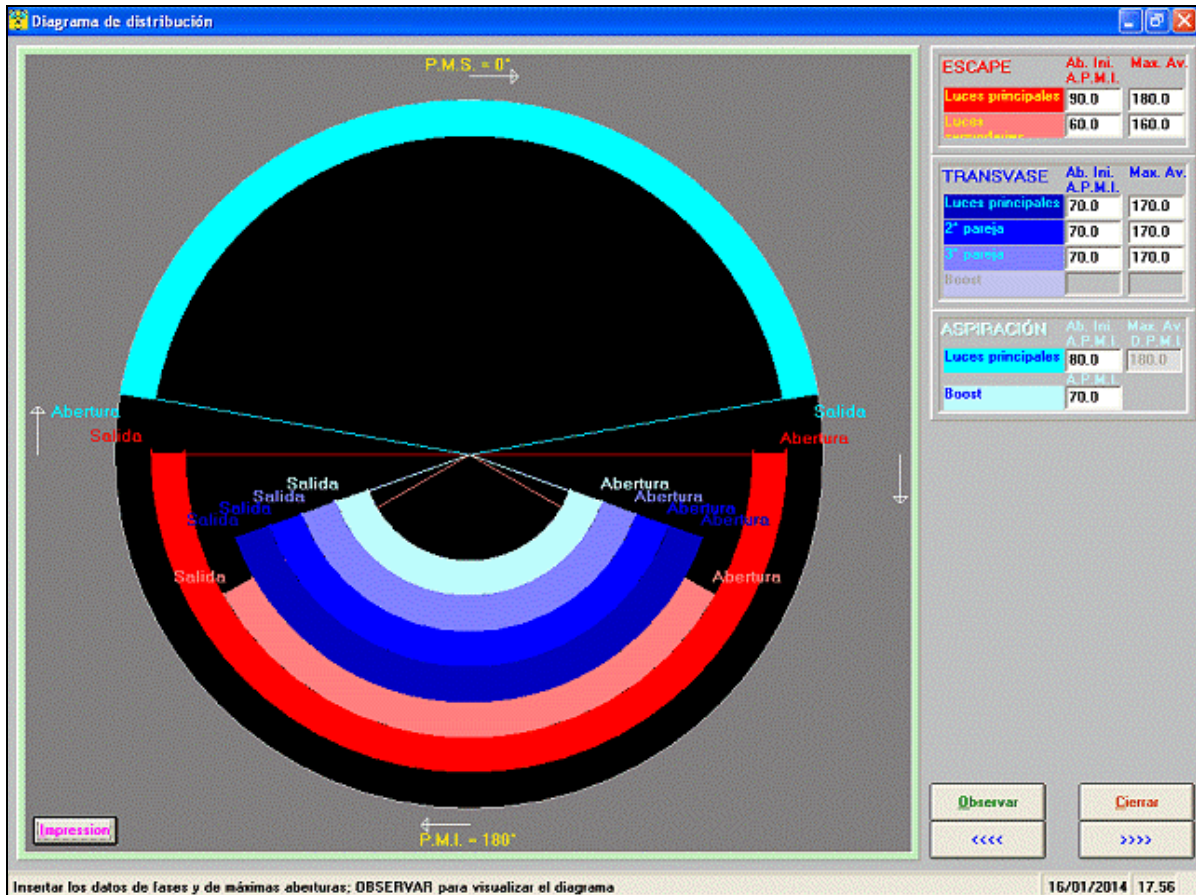 Diagrama de distribución
P.M.S. = 0°
ESCAPE Ab. Ini. A.P.M.I. Max. Av.
Luces principales 90.0 180.0
Luces secundarias 60.0 160.0
TRANSVASE Ab. Ini. A.P.M.I. Max. Av.
Luces principales 70.0 170.0
2° pareja 70.0 170.0
3° pareja 70.0 170.0
Boost
ASPIRACIÓN Ab. Ini. A.P.M.I. Max. Av. D.P.M.I.
Luces principales 80.0 180.0
A.P.M.I.
Boost 70.0
Abertura Salida
Salida Abertura
Salida Abertura
Salida Abertura
Salida Abertura
Salida Abertura
Salida Abertura
P.M.I. = 180°
Impression
Observar Cierrar
<<<< >>>>
Insertar los datos de fases y de máximas aberturas; OBSERVAR para visualizar el diagrama 16/01/2014 17.56